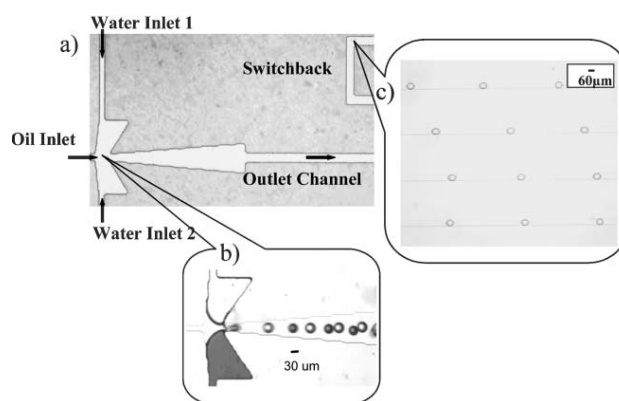 Water Inlet 1
a)
Switchback
c)
60µm
Oil Inlet
Outlet Channel
Water Inlet 2
b)
30 um